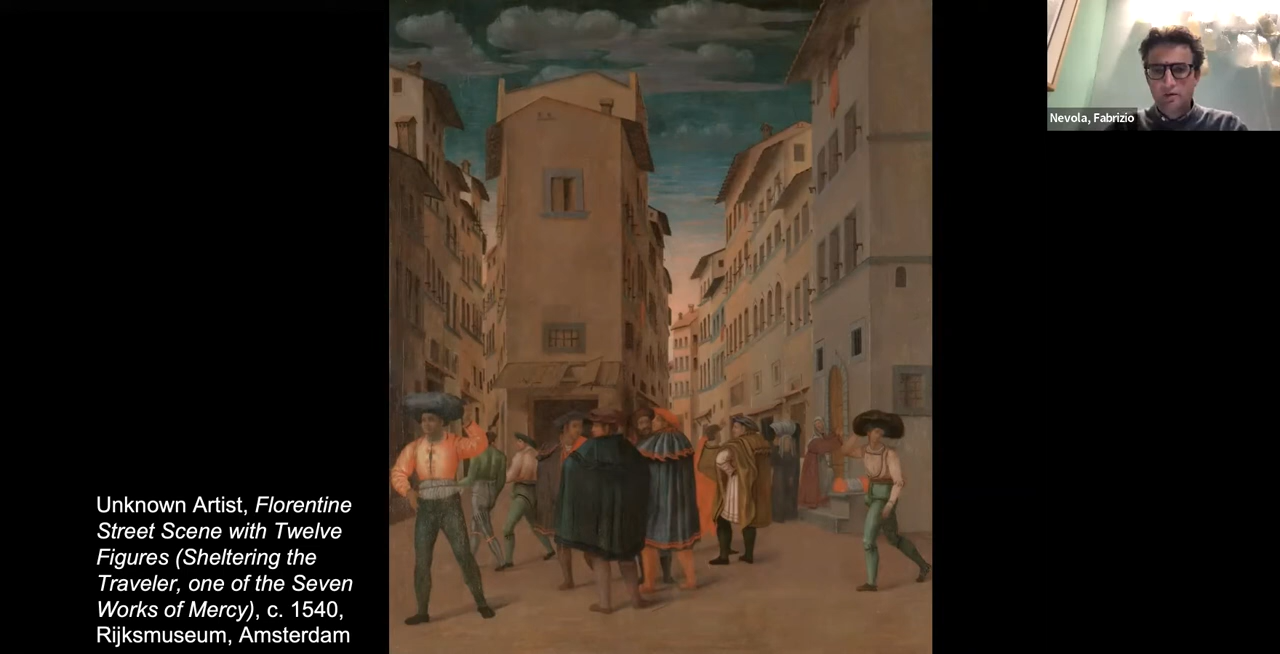 Nevola, Fabrizio
Unknown Artist, Florentine
Street Scene with Twelve
Figures (Sheltering the
Traveler, one of the Seven
Works of Mercy), c. 1540,
Rijksmuseum, Amsterdam